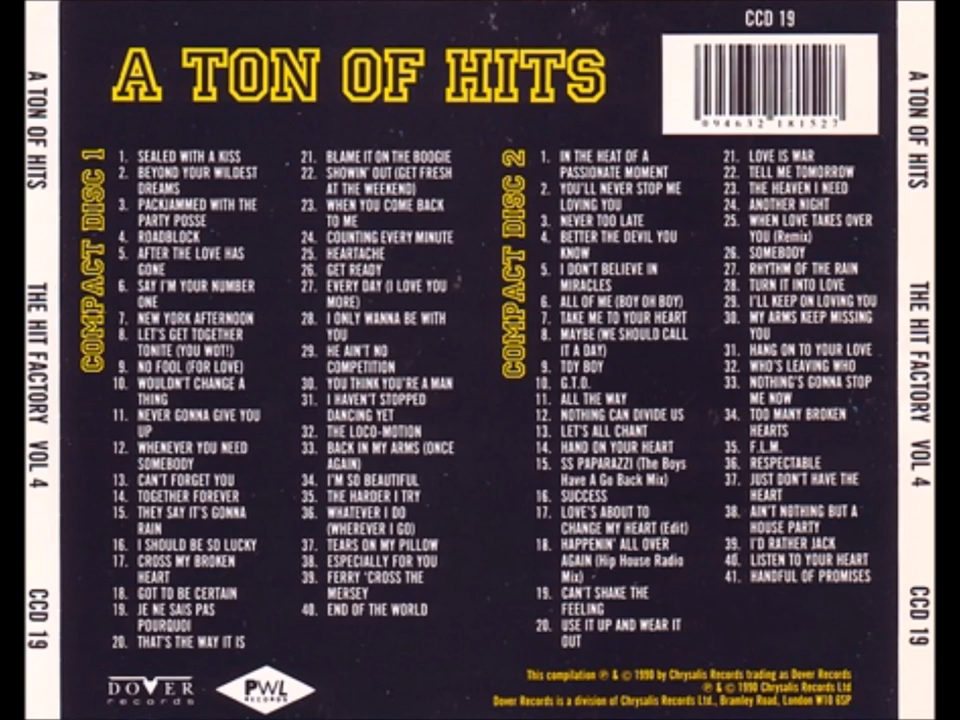 CCD 19
A TON OF HITS
094632 181527
A TON OF HITS THE HIT FACTORY VOL 4 CCD 19
COMPACT DISC 1
1. SEALED WITH A KISS
2. BEYOND YOUR WILDEST
DREAMS
3. PACKJAMMED WITH THE
PARTY POSSE
4. ROADBLOCK
5. AFTER THE LOVE HAS
GONE
6. SAY I'M YOUR NUMBER
ONE
7. NEW YORK AFTERNOON
8. LET'S GET TOGETHER
TONITE (YOU WOT!)
9. NO FOOL (FOR LOVE)
10. WOULDN'T CHANGE A
THING
11. NEVER GONNA GIVE YOU
UP
12. WHENEVER YOU NEED
SOMEBODY
13. CAN'T FORGET YOU
14. TOGETHER FOREVER
15. THEY SAY IT'S GONNA
RAIN
16. I SHOULD BE SO LUCKY
17. CROSS MY BROKEN
HEART
18. GOT TO BE CERTAIN
19. JE NE SAIS PAS
POURQUOI
20. THAT'S THE WAY IT IS
21. BLAME IT ON THE BOOGIE
22. SHOWIN' OUT (GET FRESH
AT THE WEEKEND)
23. WHEN YOU COME BACK
TO ME
24. COUNTING EVERY MINUTE
25. HEARTACHE
26. GET READY
27. EVERY DAY (I LOVE YOU
MORE)
28. I ONLY WANNA BE WITH
YOU
29. HE AIN'T NO
COMPETITION
30. YOU THINK YOU'RE A MAN
31. I HAVEN'T STOPPED
DANCING YET
32. THE LOCO-MOTION
33. BACK IN MY ARMS (ONCE
AGAIN)
34. I'M SO BEAUTIFUL
35. THE HARDER I TRY
36. WHATEVER I DO
(WHEREVER I GO)
37. TEARS ON MY PILLOW
38. ESPECIALLY FOR YOU
39. FERRY 'CROSS THE
MERSEY
40. END OF THE WORLD
COMPACT DISC 2
1. IN THE HEAT OF A
PASSIONATE MOMENT
2. YOU'LL NEVER STOP ME
LOVING YOU
3. NEVER TOO LATE
4. BETTER THE DEVIL YOU
KNOW
5. I DON'T BELIEVE IN
MIRACLES
6. ALL OF ME (BOY OH BOY)
7. TAKE ME TO YOUR HEART
8. MAYBE (WE SHOULD CALL
IT A DAY)
9. TOY BOY
10. G.T.O.
11. ALL THE WAY
12. NOTHING CAN DIVIDE US
13. LET'S ALL CHANT
14. HAND ON YOUR HEART
15. SS PAPARAZZI (The Boys
Have A Go Back Mix)
16. SUCCESS
17. LOVE'S ABOUT TO
CHANGE MY HEART (Edit)
18. HAPPENIN' ALL OVER
AGAIN (Hip House Radio
Mix)
19. CAN'T SHAKE THE
FEELING
20. USE IT UP AND WEAR IT
OUT
21. LOVE IS WAR
22. TELL ME TOMORROW
23. THE HEAVEN I NEED
24. ANOTHER NIGHT
25. WHEN LOVE TAKES OVER
YOU (Remix)
26. SOMEBODY
27. RHYTHM OF THE RAIN
28. TURN IT INTO LOVE
29. I'LL KEEP ON LOVING YOU
30. MY ARMS KEEP MISSING
YOU
31. HANG ON TO YOUR LOVE
32. WHO'S LEAVING WHO
33. NOTHING'S GONNA STOP
ME NOW
34. TOO MANY BROKEN
HEARTS
35. F.L.M.
36. RESPECTABLE
37. JUST DON'T HAVE THE
HEART
38. AIN'T NOTHING BUT A
HOUSE PARTY
39. I'D RATHER JACK
40. LISTEN TO YOUR HEART
41. HANDFUL OF PROMISES
A TON OF HITS THE HIT FACTORY VOL 4 CCD 19
DOVER
records
PWL
RECORDS
This compilation ℗ & © 1990 by Chrysalis Records trading as Dover Records
℗ & © 1990 Chrysalis Records Ltd
Dover Records is a division of Chrysalis Records Ltd., Bramley Road, London W10 6SP